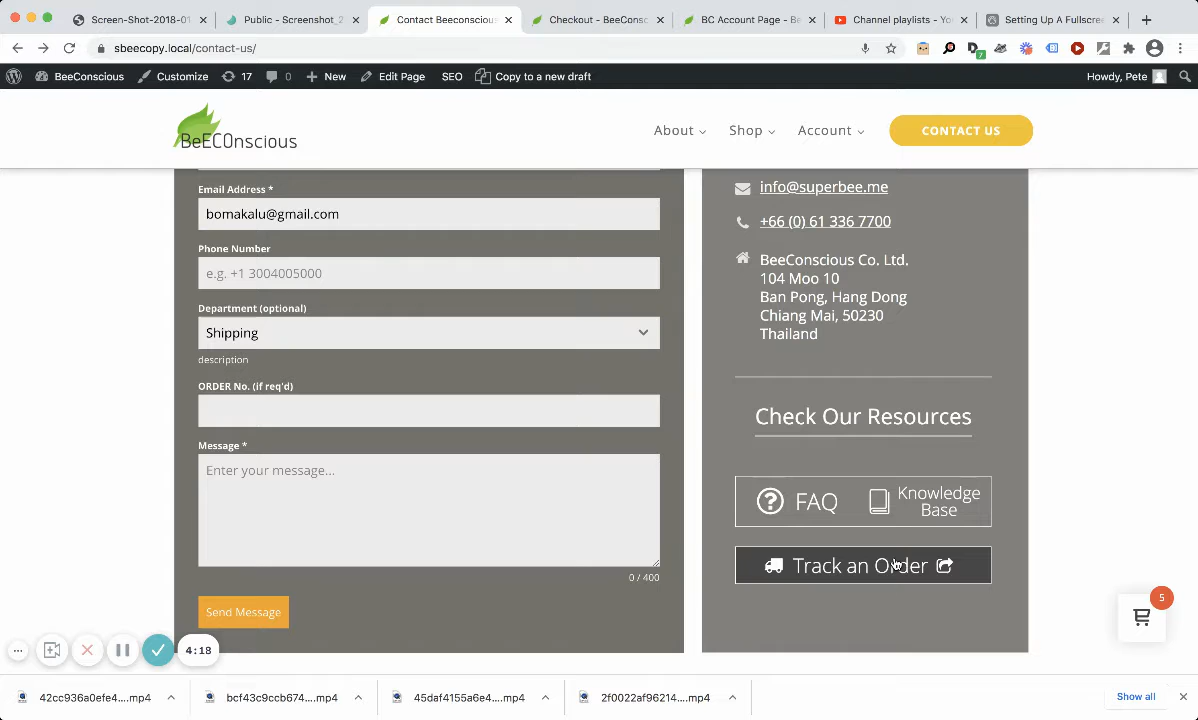 Screen-Shot-2018-01
Public - Screenshot_2
Contact Beeconscious
Checkout - BeeConsc
BC Account Page - Be
Channel playlists - Yo
Setting Up A Fullscree
sbeecopy.local/contact-us/
7
BeeConscious
Customize
17
0
New
Edit Page
SEO
Copy to a new draft
Howdy, Pete
BeECOnscious
About
Shop
Account
CONTACT US
Email Address *
bomakalu@gmail.com
Phone Number
e.g. +1 3004005000
Department (optional)
Shipping
description
ORDER No. (if req'd)
Message *
Enter your message...
0 / 400
Send Message
info@superbee.me
+66 (0) 61 336 7700
BeeConscious Co. Ltd.
104 Moo 10
Ban Pong, Hang Dong
Chiang Mai, 50230
Thailand
Check Our Resources
FAQ
Knowledge
Base
Track an Order
5
4:18
42cc936a0efe4....mp4
bcf43c9ccb674....mp4
45daf4155a6e4....mp4
2f0022af96214....mp4
Show all